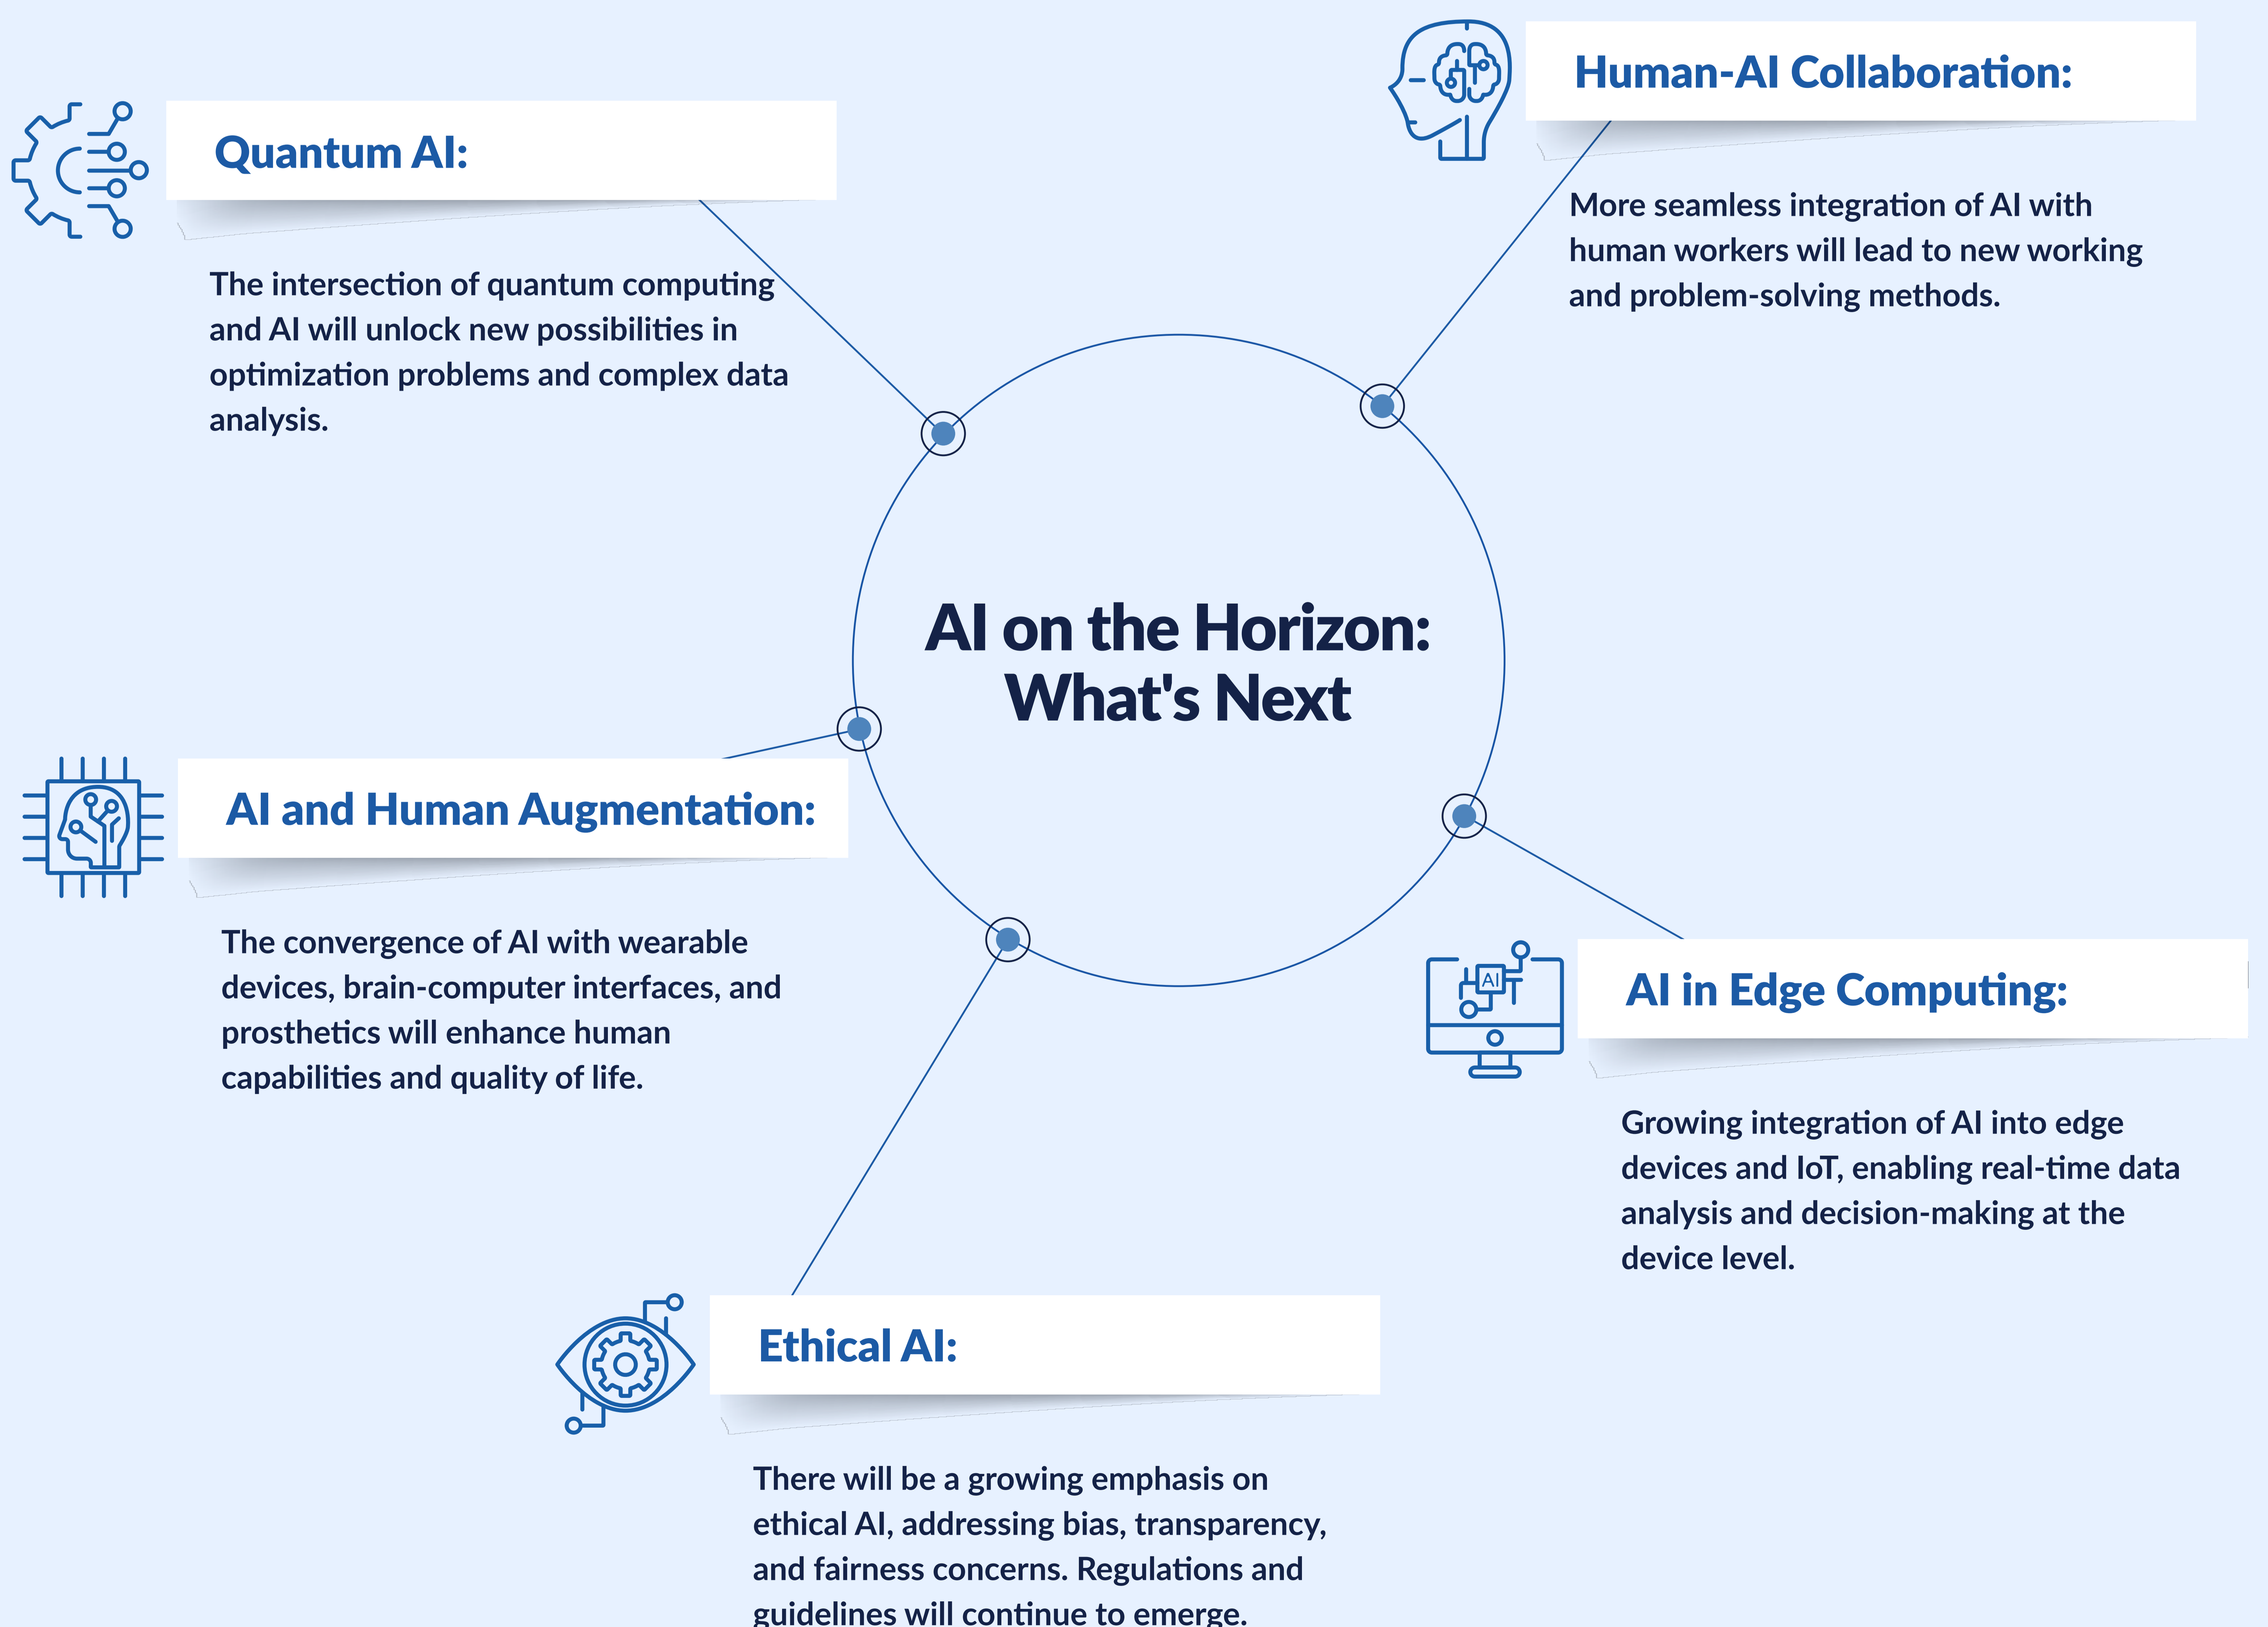 Quantum AI:
The intersection of quantum computing
and AI will unlock new possibilities in
optimization problems and complex data
analysis.
Human-AI Collaboration:
More seamless integration of AI with
human workers will lead to new working
and problem-solving methods.
AI on the Horizon:
What's Next
AI and Human Augmentation:
The convergence of AI with wearable
devices, brain-computer interfaces, and
prosthetics will enhance human
capabilities and quality of life.
AI
AI in Edge Computing:
Growing integration of AI into edge
devices and IoT, enabling real-time data
analysis and decision-making at the
device level.
Ethical AI:
There will be a growing emphasis on
ethical AI, addressing bias, transparency,
and fairness concerns. Regulations and
guidelines will continue to emerge.